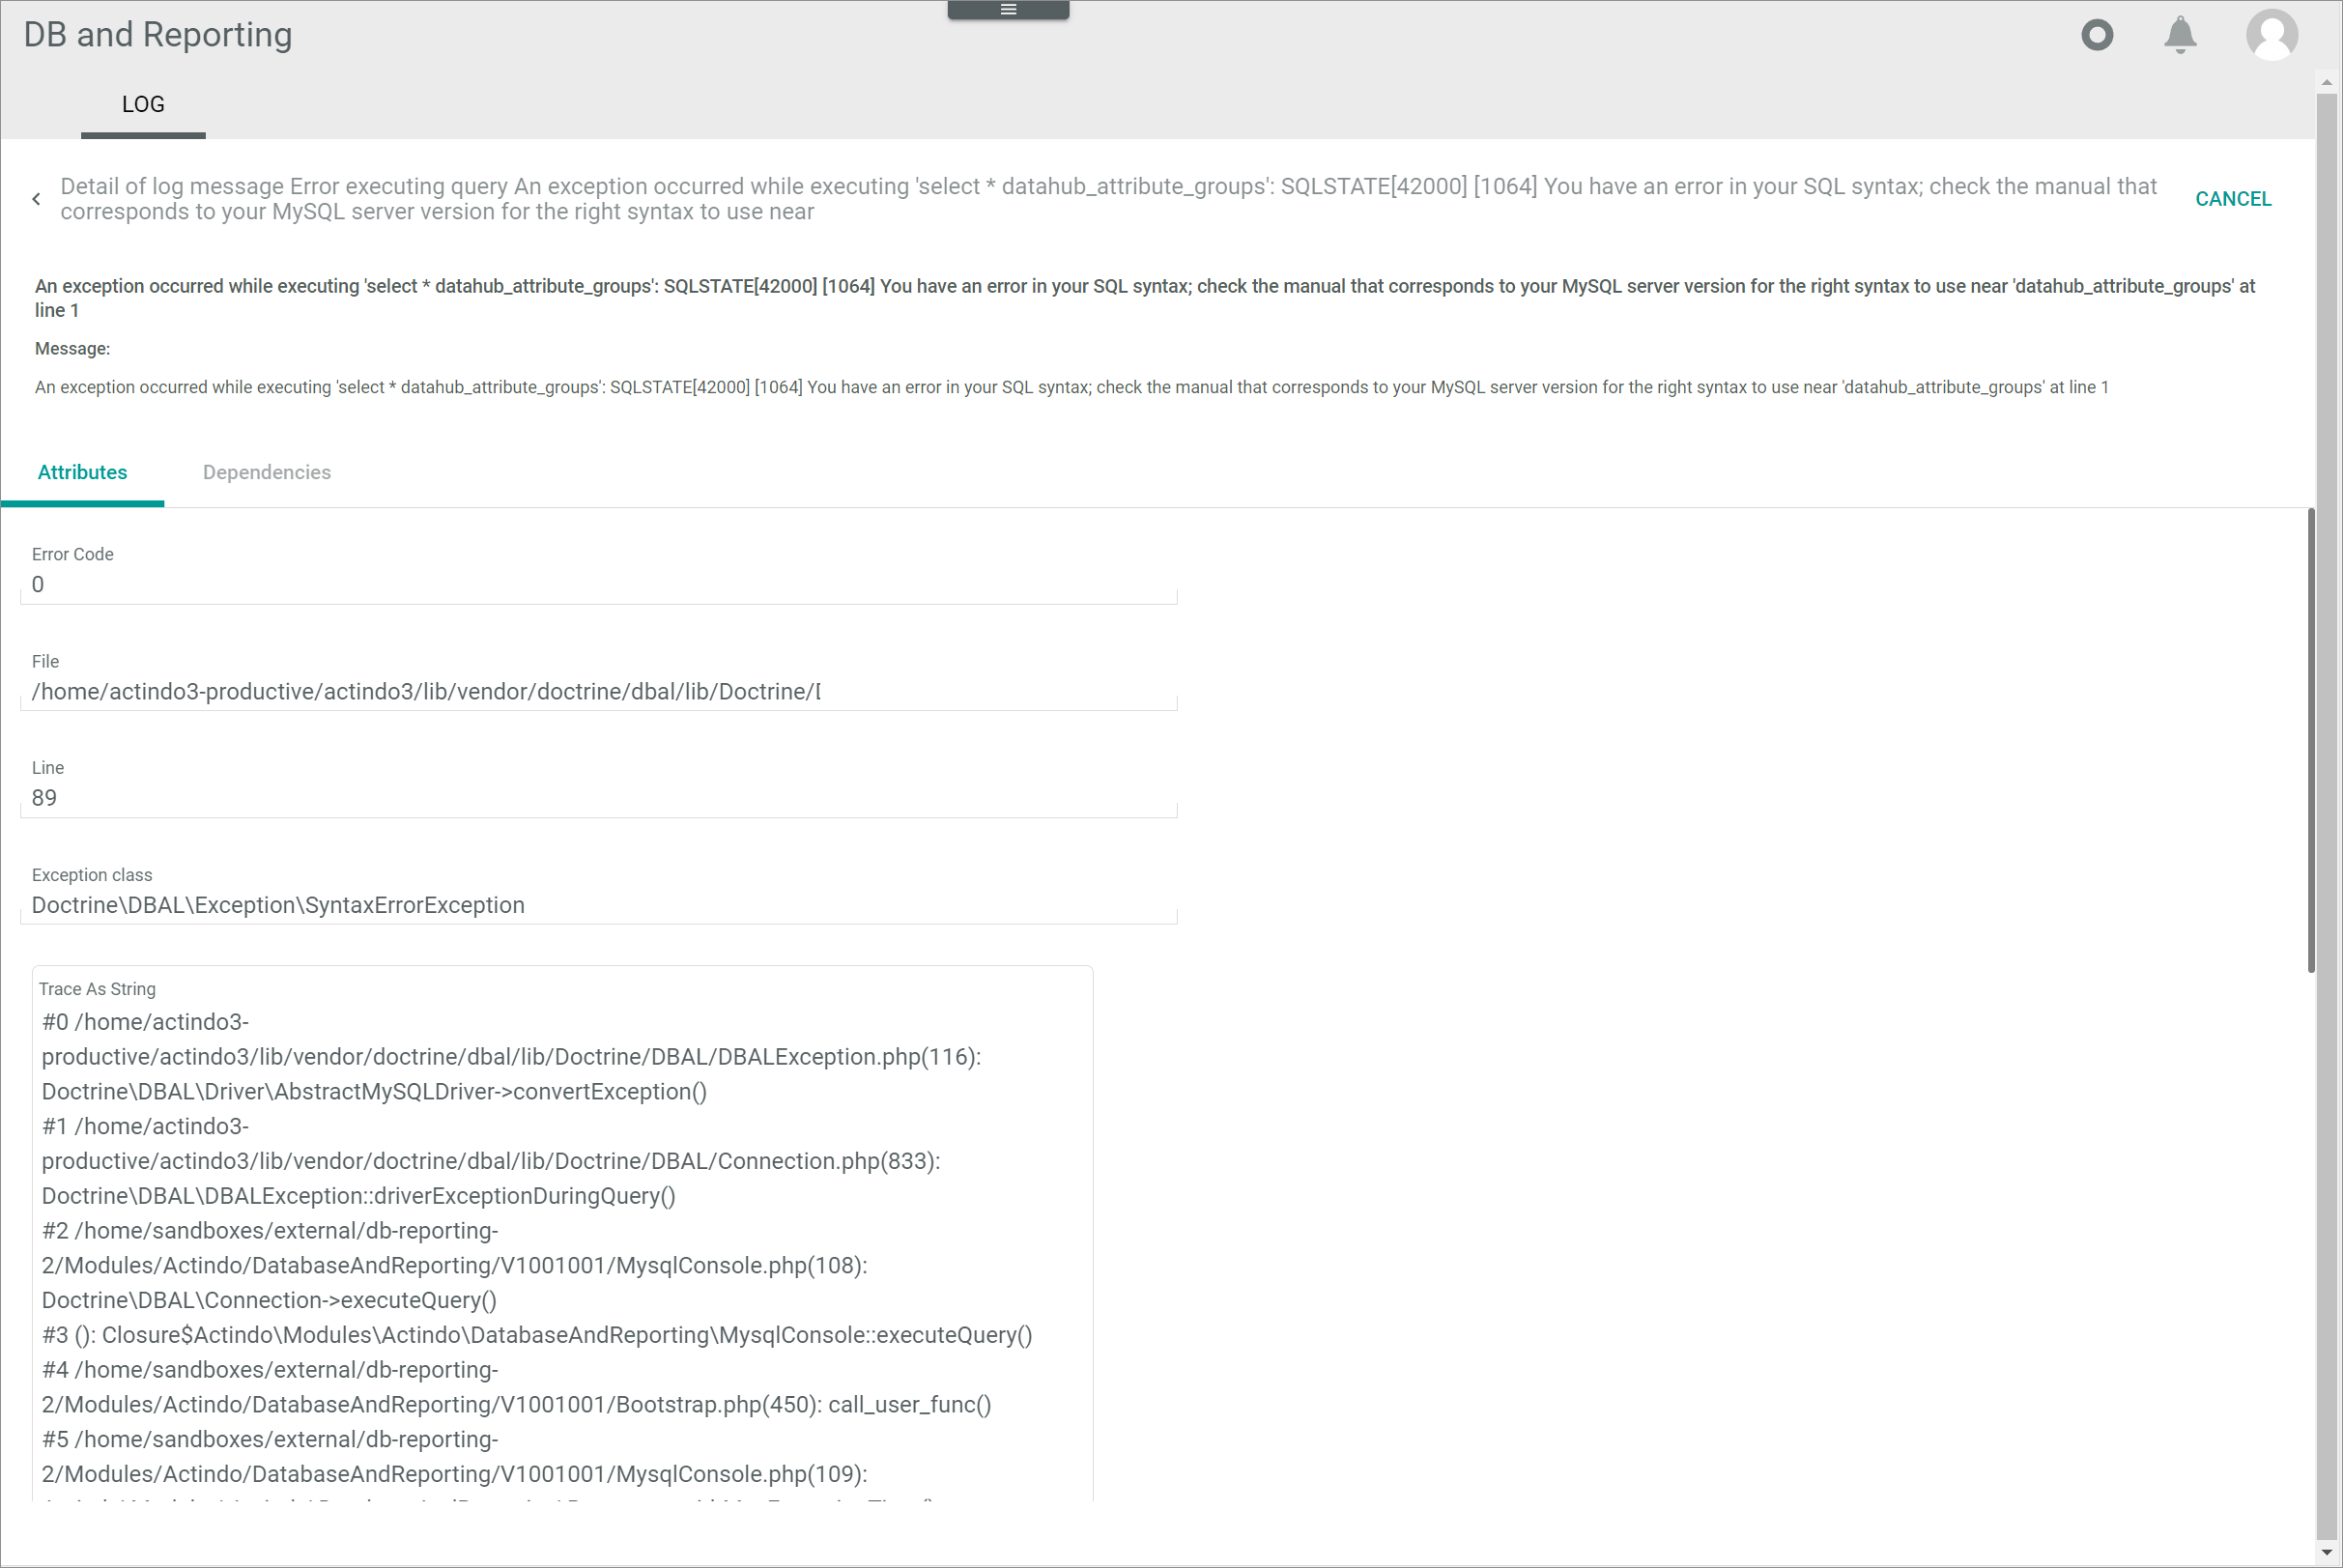 DB and Reporting
LOG
Detail of log message Error executing query An exception occurred while executing 'select * datahub_attribute_groups': SQLSTATE[42000] [1064] You have an error in your SQL syntax; check the manual that
corresponds to your MySQL server version for the right syntax to use near
CANCEL
An exception occurred while executing 'select * datahub_attribute_groups': SQLSTATE[42000] [1064] You have an error in your SQL syntax; check the manual that corresponds to your MySQL server version for the right syntax to use near 'datahub_attribute_groups' at
line 1
Message:
An exception occurred while executing 'select * datahub_attribute_groups': SQLSTATE[42000] [1064] You have an error in your SQL syntax; check the manual that corresponds to your MySQL server version for the right syntax to use near 'datahub_attribute_groups' at line 1
Attributes
Dependencies
Error Code
0
File
/home/actindo3-productive/actindo3/lib/vendor/doctrine/dbal/lib/Doctrine/
Line
89
Exception class
Doctrine\DBAL\Exception\SyntaxErrorException
Trace As String
#0 /home/actindo3-
productive/actindo3/lib/vendor/doctrine/dbal/lib/Doctrine/DBAL/DBALException.php(116):
Doctrine\DBAL\Driver\AbstractMySQLDriver->convertException()
#1 /home/actindo3-
productive/actindo3/lib/vendor/doctrine/dbal/lib/Doctrine/DBAL/Connection.php(833):
Doctrine\DBAL\DBALException::driverExceptionDuringQuery()
#2 /home/sandboxes/external/db-reporting-
2/Modules/Actindo/DatabaseAndReporting/V1001001/MysqlConsole.php(108):
Doctrine\DBAL\Connection->executeQuery()
#3 (): Closure$Actindo\Modules\Actindo\DatabaseAndReporting\MysqlConsole::executeQuery()
#4 /home/sandboxes/external/db-reporting-
2/Modules/Actindo/DatabaseAndReporting/V1001001/Bootstrap.php(450): call_user_func()
#5 /home/sandboxes/external/db-reporting-
2/Modules/Actindo/DatabaseAndReporting/V1001001/MysqlConsole.php(109):